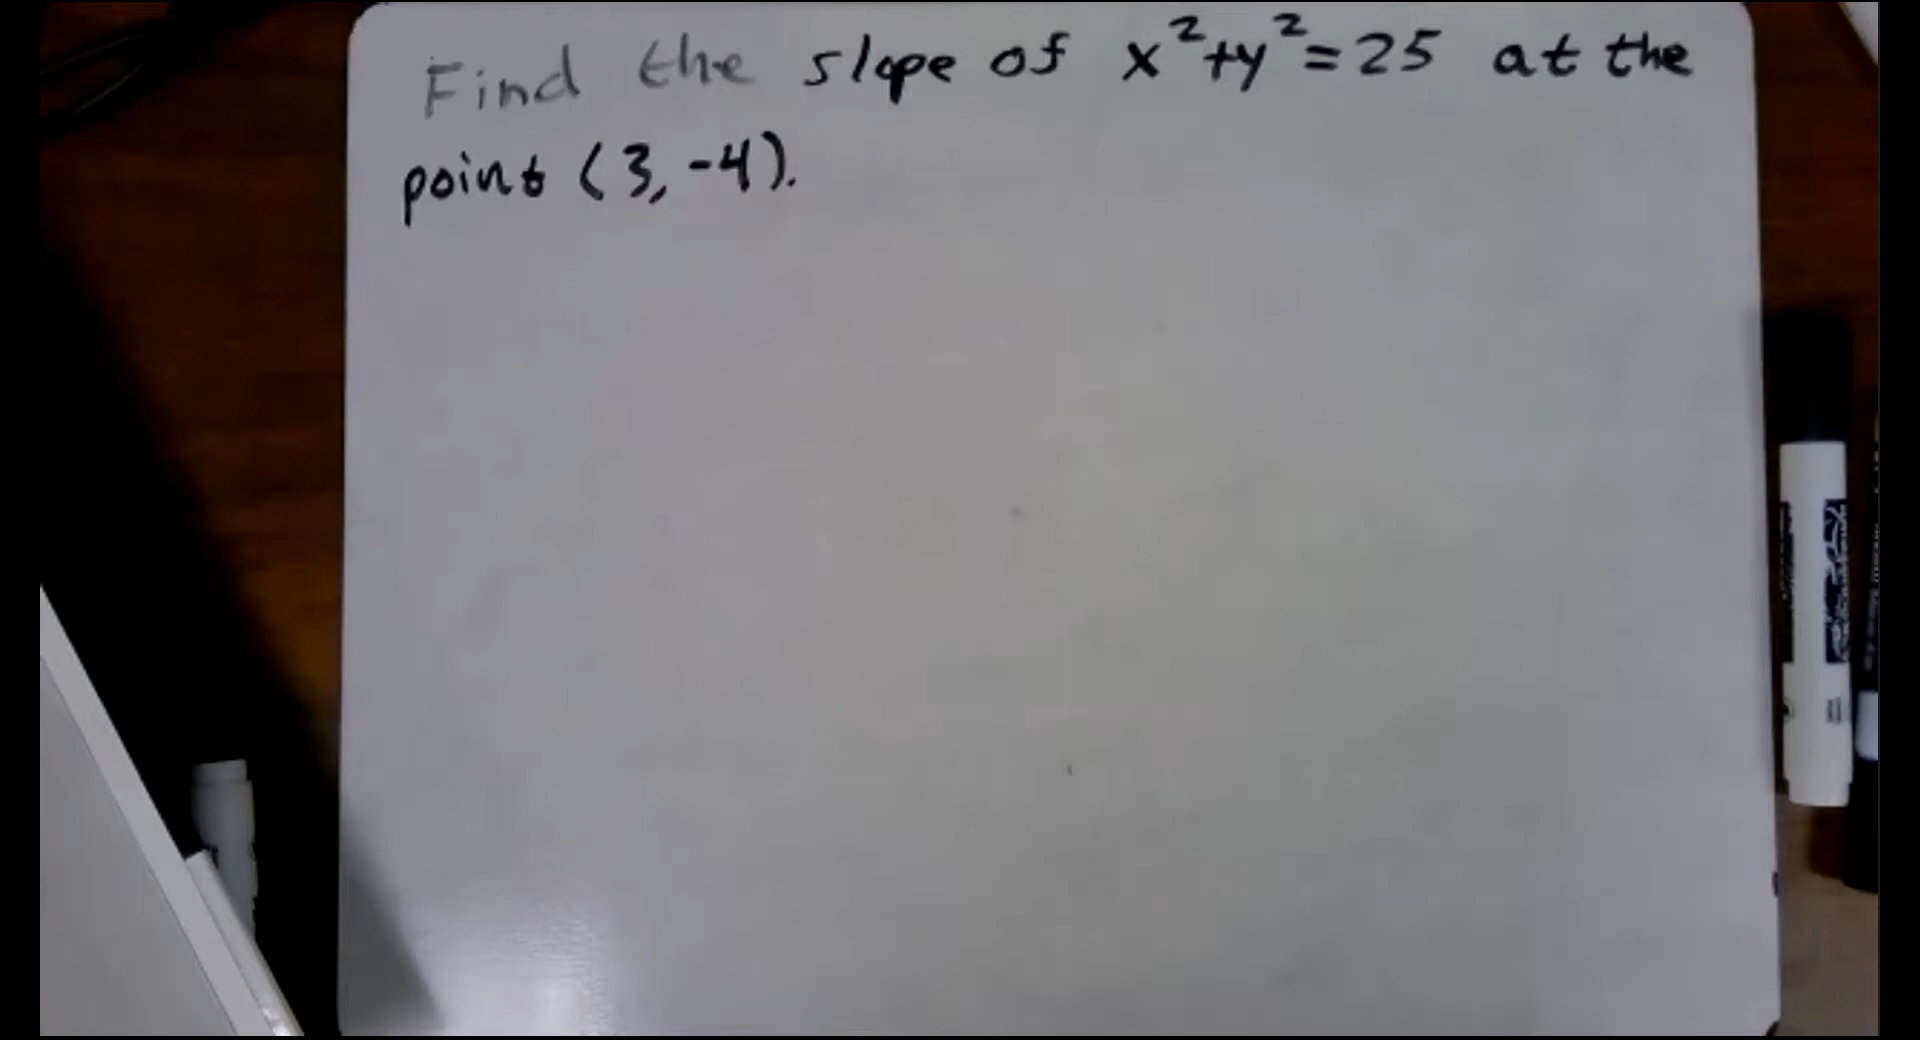 Find the slope of x²+y²=25 at the
point (3,-4).